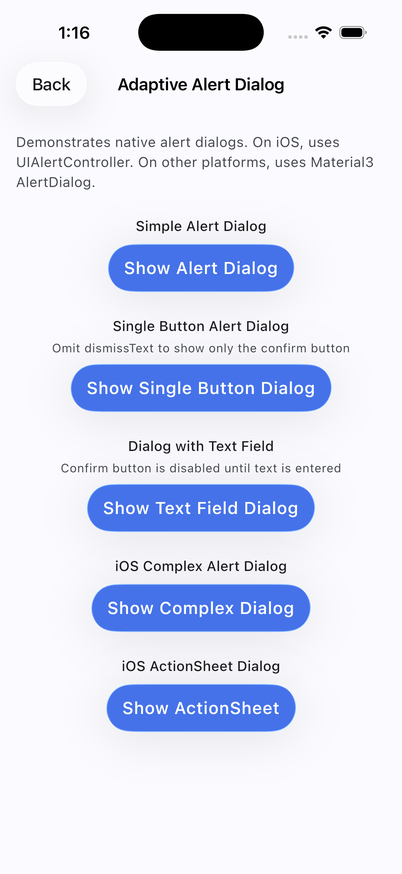 1:16
Back
Adaptive Alert Dialog
Demonstrates native alert dialogs. On iOS, uses
UIAlertController. On other platforms, uses Material3
AlertDialog.
Simple Alert Dialog
Show Alert Dialog
Single Button Alert Dialog
Omit dismissText to show only the confirm button
Show Single Button Dialog
Dialog with Text Field
Confirm button is disabled until text is entered
Show Text Field Dialog
iOS Complex Alert Dialog
Show Complex Dialog
iOS ActionSheet Dialog
Show ActionSheet